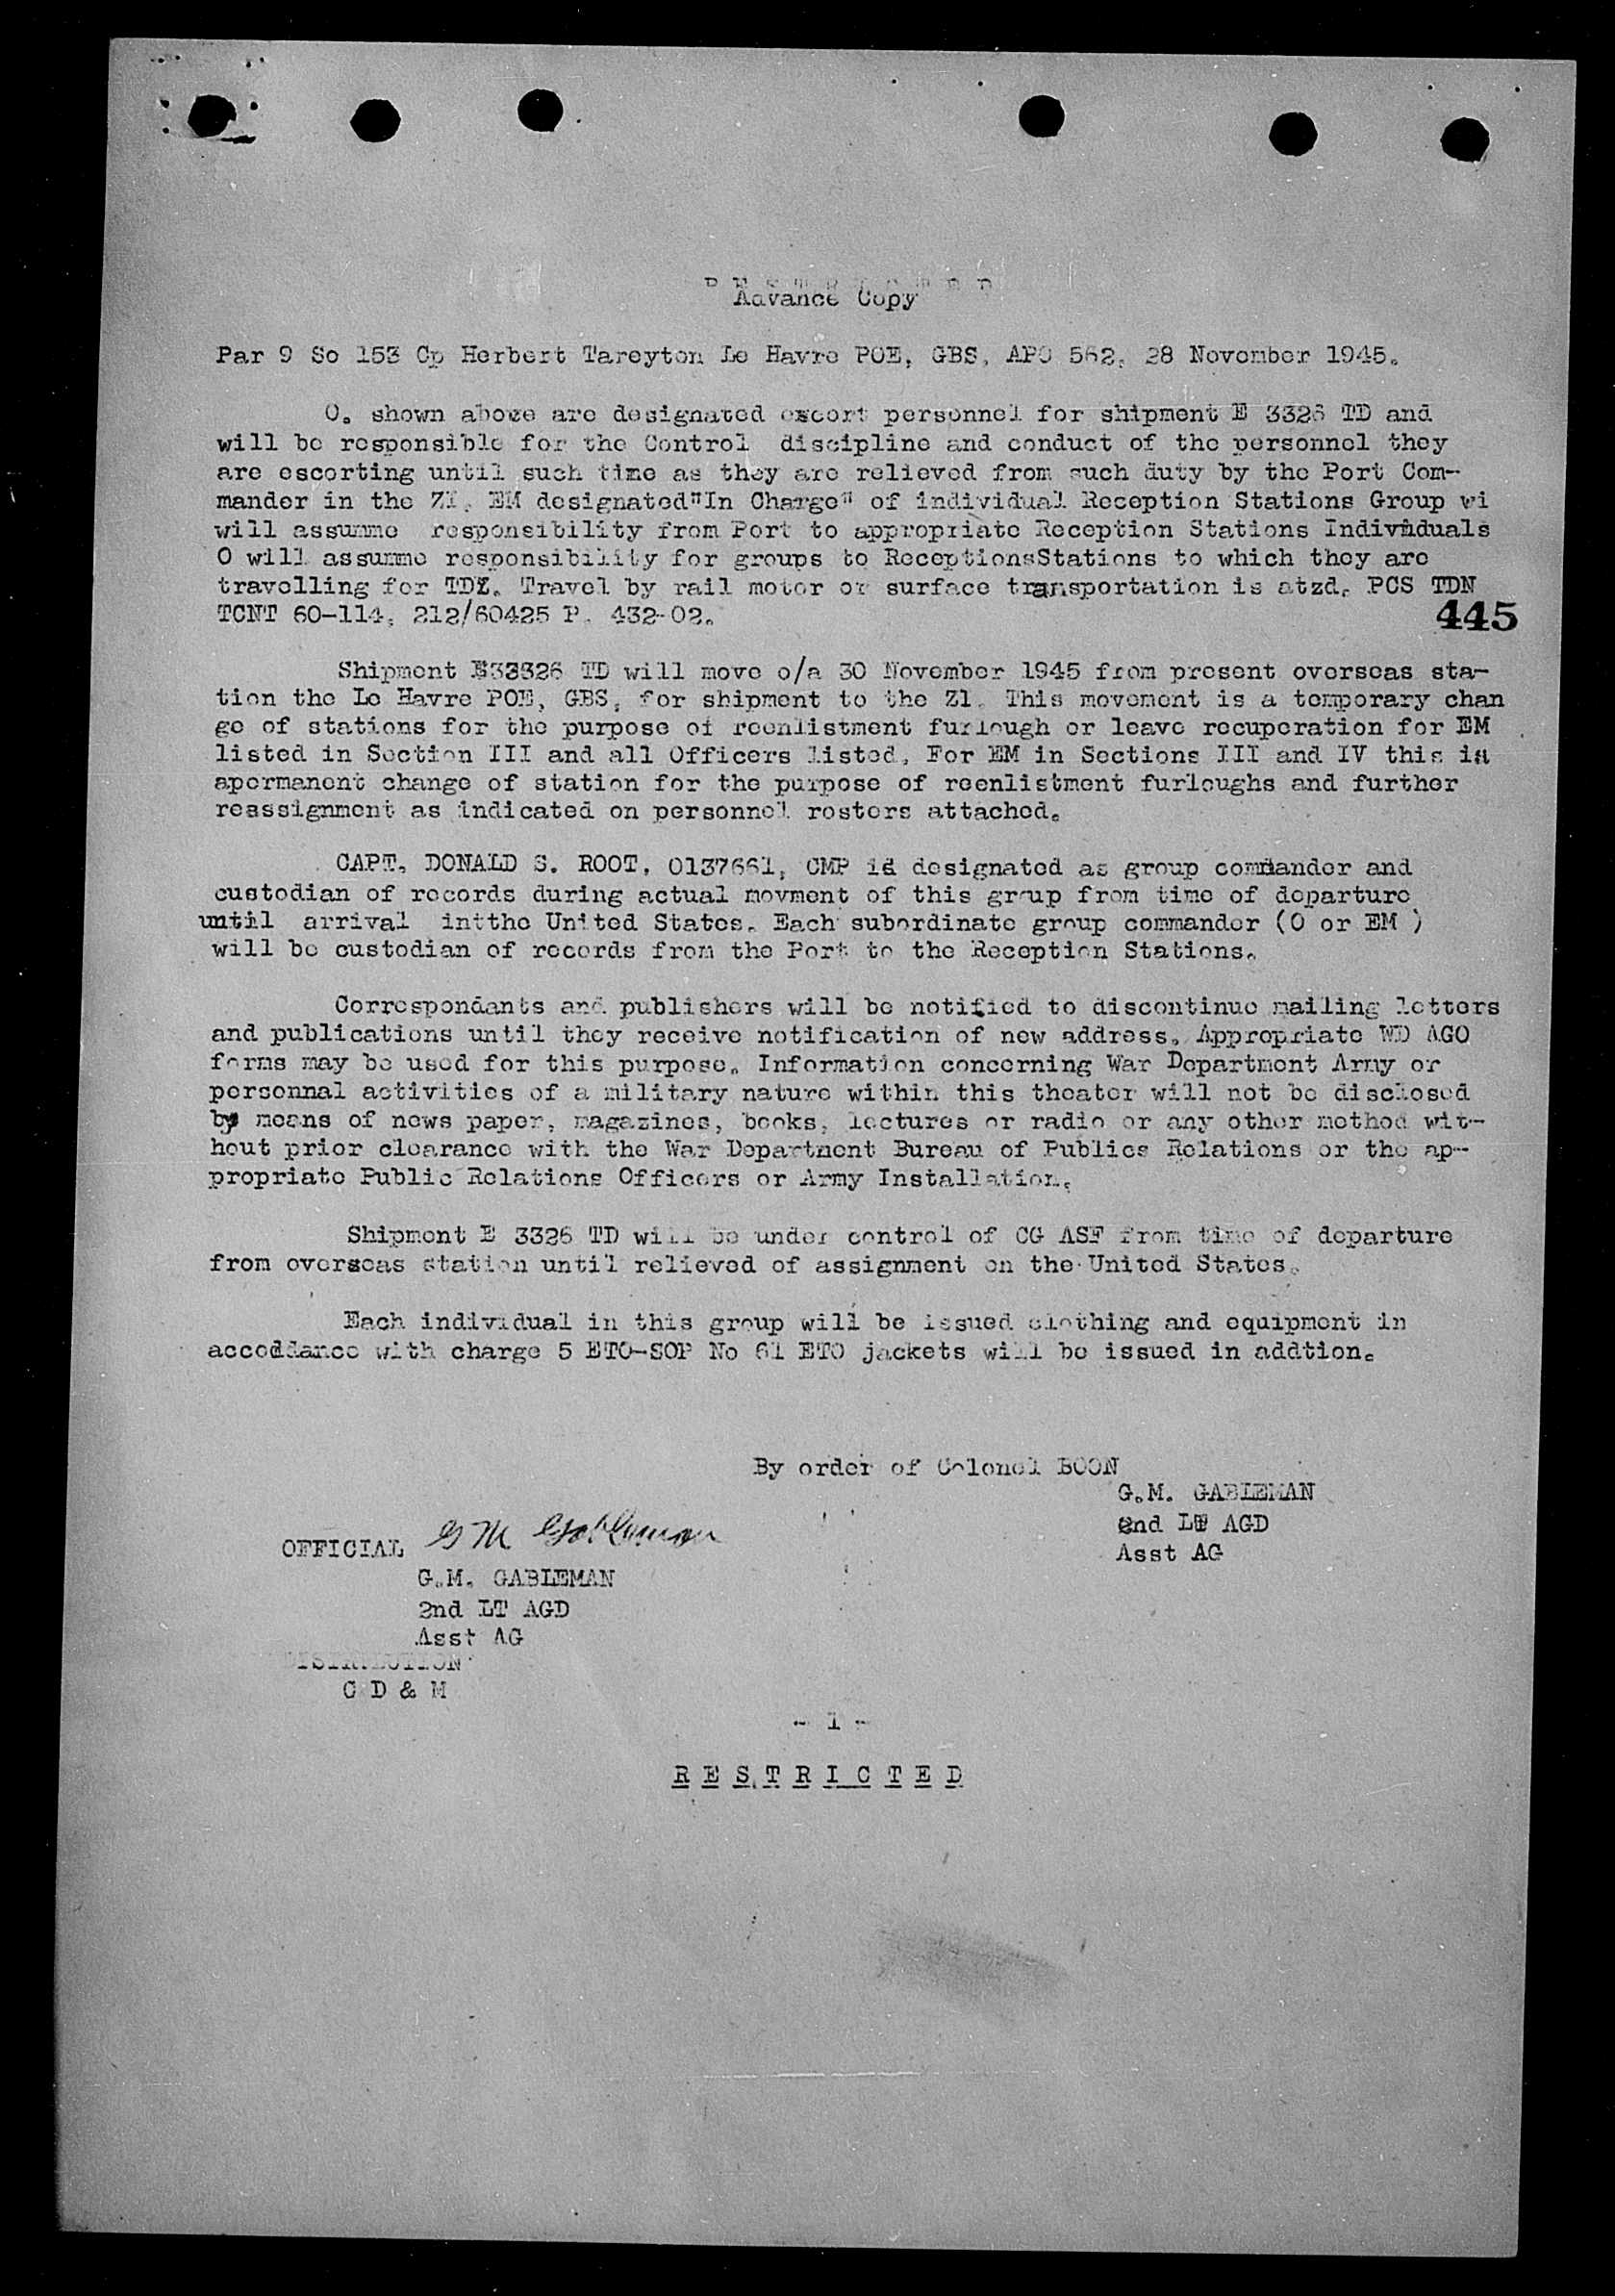 R E S T R I C T E D
Advance Copy
Par 9 So 153 Cp Herbert Tareyton Le Havre POE, GBS, APO 562, 28 November 1945.
O. shown above are designated escort personnel for shipment E 3326 TD and
will be responsible for the Control discipline and conduct of the personnel they
are escorting until such time as they are relieved from such duty by the Port Com-
mander in the ZI. EM designated"In Charge" of individual Reception Stations Group wi
will assumme responsibility from Port to appropriate Reception Stations Individuals
O will assumme responsibility for groups to ReceptionsStations to which they are
travelling for TDY. Travel by rail motor or surface transportation is atzd. PCS TDN
TCNT 60-114, 212/60425 P. 432-02.
445
Shipment E33326 TD will move o/a 30 November 1945 from present overseas sta-
tion the Le Havre POE, GBS, for shipment to the Z1. This movement is a temporary chan
ge of stations for the purpose of reenlistment furlough or leave recuperation for EM
listed in Section III and all Officers listed, For EM in Sections III and IV this is
apermanent change of station for the purpose of reenlistment furloughs and further
reassignment as indicated on personnel rosters attached.
CAPT. DONALD S. ROOT, 0137661, CMP is designated as group commander and
custodian of records during actual movment of this group from time of departure
until arrival intthe United States. Each subordinate group commander (O or EM )
will be custodian of records from the Port to the Reception Stations.
Correspondants and publishers will be notified to discontinue mailing letters
and publications until they receive notification of new address. Appropriate WD AGO
forms may be used for this purpose. Information concerning War Department Army or
personnal activities of a military nature within this theater will not be disclosed
by means of news paper, magazines, books, lectures or radio or any other method wit-
hout prior clearance with the War Department Bureau of Publics Relations or the ap-
propriate Public Relations Officers or Army Installation.
Shipment E 3326 TD will be under control of CG ASF from time of departure
from overseas station until relieved of assignment on the United States.
Each individual in this group will be issued clothing and equipment in
accoddance with charge 5 ETO-SOP No 61 ETO jackets will be issued in addtion.
By order of Colonel BOON
G.M. GABLEMAN
2nd LT AGD
Asst AG
OFFICIAL G M Gableman
G.M. GABLEMAN
2nd LT AGD
Asst AG
DISTRIBUTION
C D & M
- 1 -
R E S T R I C T E D